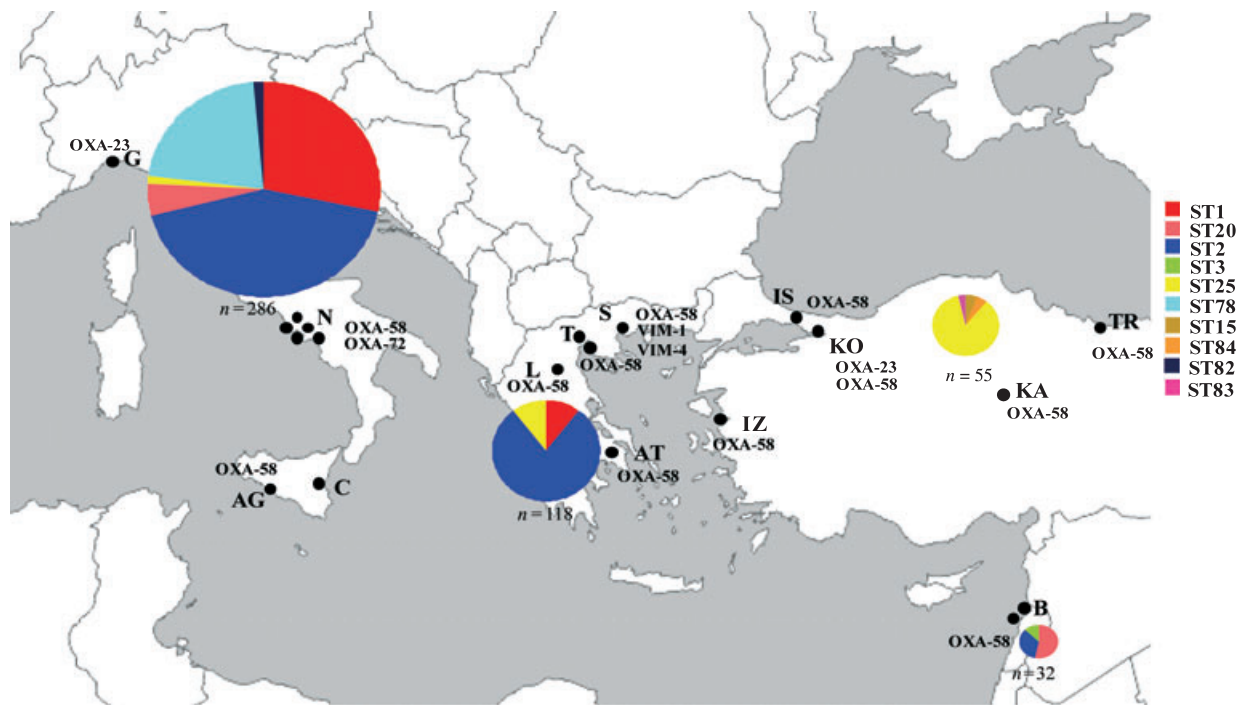 OXA-23
G
n = 286
N
OXA-58
OXA-72
OXA-58
AG
C
S
OXA-58
VIM-1
VIM-4
T
OXA-58
L
OXA-58
AT
OXA-58
n = 118
IS
OXA-58
KO
OXA-23
OXA-58
IZ
OXA-58
n = 55
KA
OXA-58
TR
OXA-58
B
OXA-58
n = 32
ST1
ST20
ST2
ST3
ST25
ST78
ST15
ST84
ST82
ST83